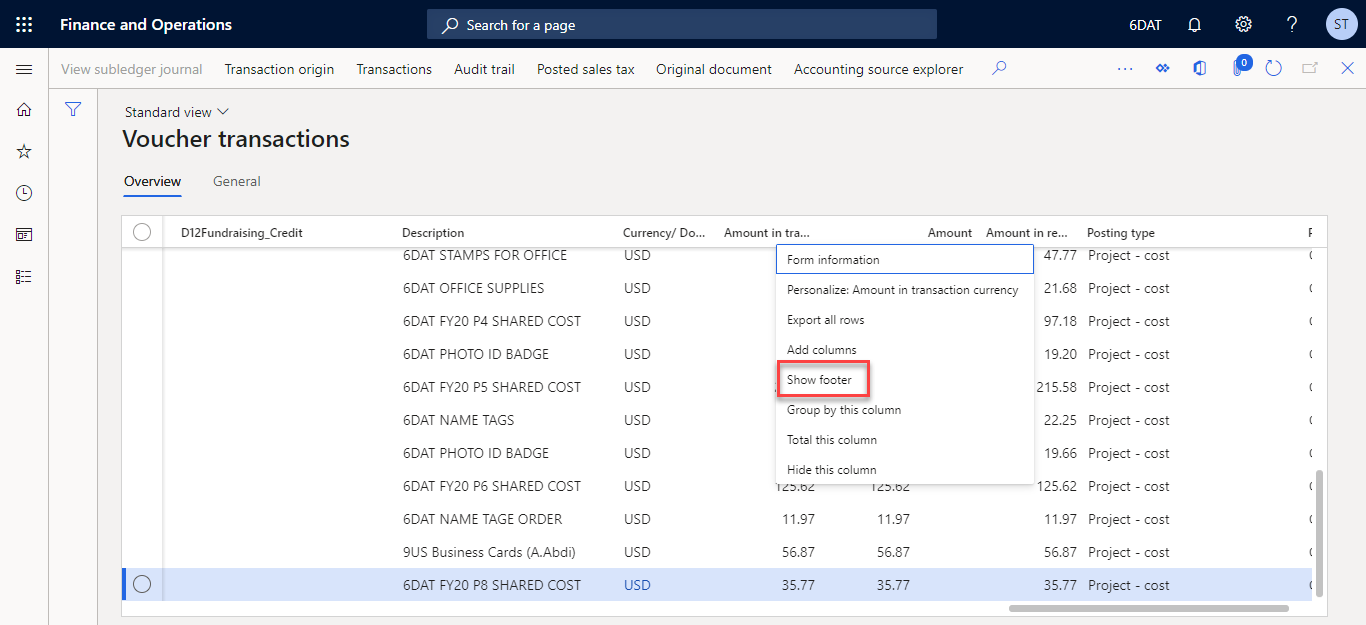 Finance and Operations
Search for a page
6DAT
ST
View subledger journal Transaction origin Transactions Audit trail Posted sales tax Original document Accounting source explorer
0
Standard view
Voucher transactions
Overview General
D12Fundraising_Credit Description Currency/ Do... Amount in tra... Amount Amount in re... Posting type
6DAT STAMPS FOR OFFICE USD 47.77 Project - cost
Form information
6DAT OFFICE SUPPLIES USD 21.68 Project - cost
Personalize: Amount in transaction currency
6DAT FY20 P4 SHARED COST USD 97.18 Project - cost
Export all rows
6DAT PHOTO ID BADGE USD 19.20 Project - cost
Add columns
6DAT FY20 P5 SHARED COST USD 215.58 Project - cost
Show footer
6DAT NAME TAGS USD 22.25 Project - cost
Group by this column
6DAT PHOTO ID BADGE USD 19.66 Project - cost
Total this column
Hide this column
6DAT FY20 P6 SHARED COST USD 125.62 125.62 125.62 Project - cost
6DAT NAME TAGE ORDER USD 11.97 11.97 11.97 Project - cost
9US Business Cards (A.Abdi) USD 56.87 56.87 56.87 Project - cost
6DAT FY20 P8 SHARED COST USD 35.77 35.77 35.77 Project - cost